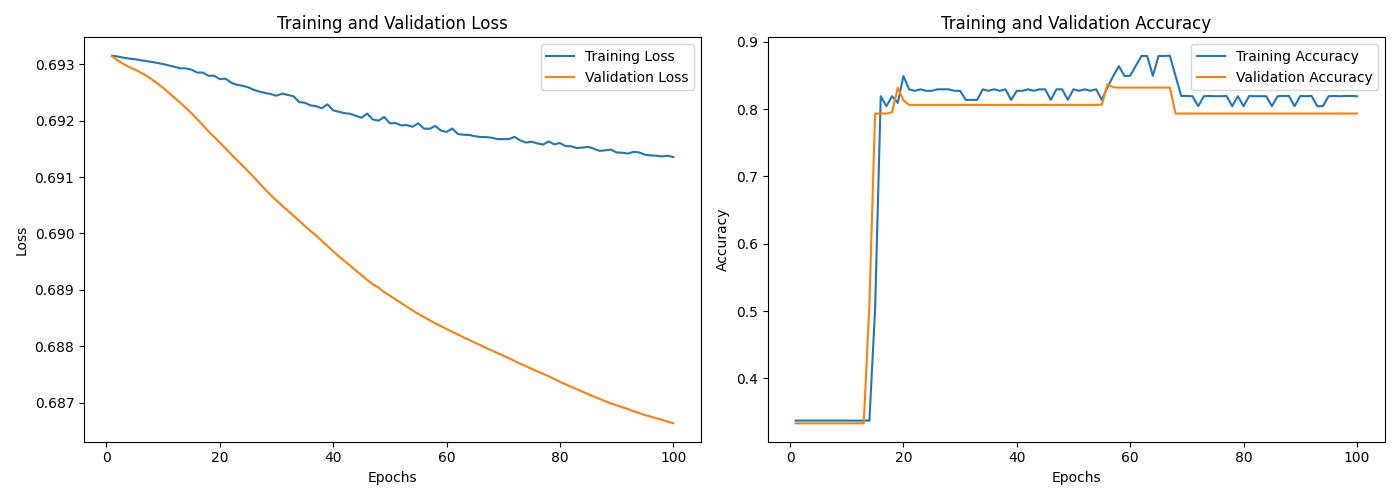 Training and Validation Loss
Training Loss
Validation Loss
0.693
0.692
0.691
0.690
0.689
0.688
0.687
Loss
0
20
40
60
80
100
Epochs
Training and Validation Accuracy
Training Accuracy
Validation Accuracy
0.9
0.8
0.7
0.6
0.5
0.4
Accuracy
0
20
40
60
80
100
Epochs